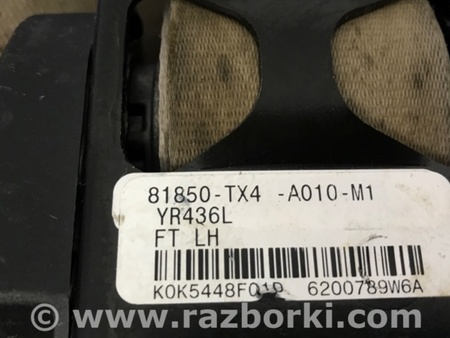 81850-TX4 -A010-M1
YR436L
FT LH
K0K5448F01P 6200789W6A
www.razborki.com